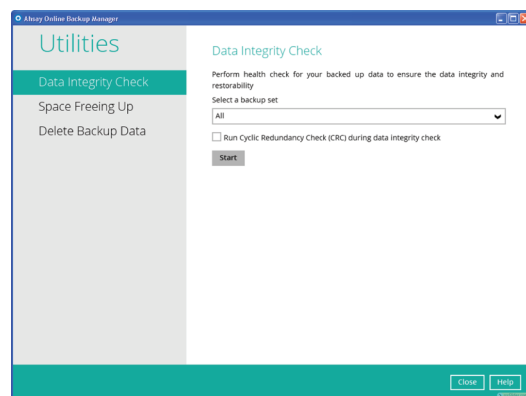 Ahsay Online Backup Manager
Utilities
Data Integrity Check
Space Freeing Up
Delete Backup Data
Data Integrity Check
Perform health check for your backed up data to ensure the data integrity and
restorability
Select a backup set
All
Run Cyclic Redundancy Check (CRC) during data integrity check
Start
Close
Help